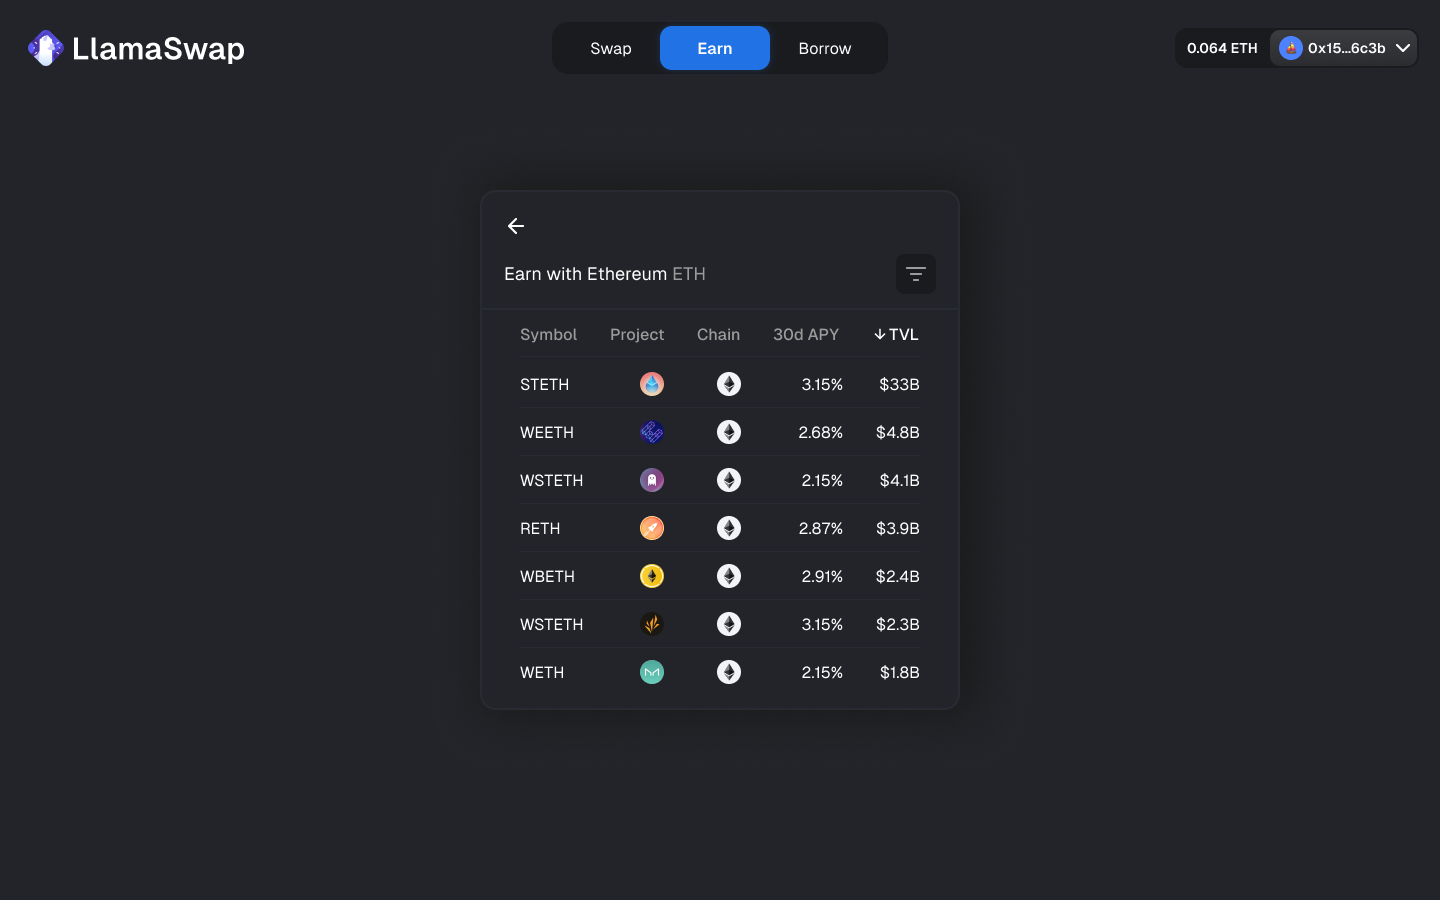 LlamaSwap
Swap Earn Borrow
0.064 ETH 0x15...6c3b
Earn with Ethereum ETH
Symbol Project Chain 30d APY TVL
STETH 3.15% $33B
WEETH 2.68% $4.8B
WSTETH 2.15% $4.1B
RETH 2.87% $3.9B
WBETH 2.91% $2.4B
WSTETH 3.15% $2.3B
WETH 2.15% $1.8B